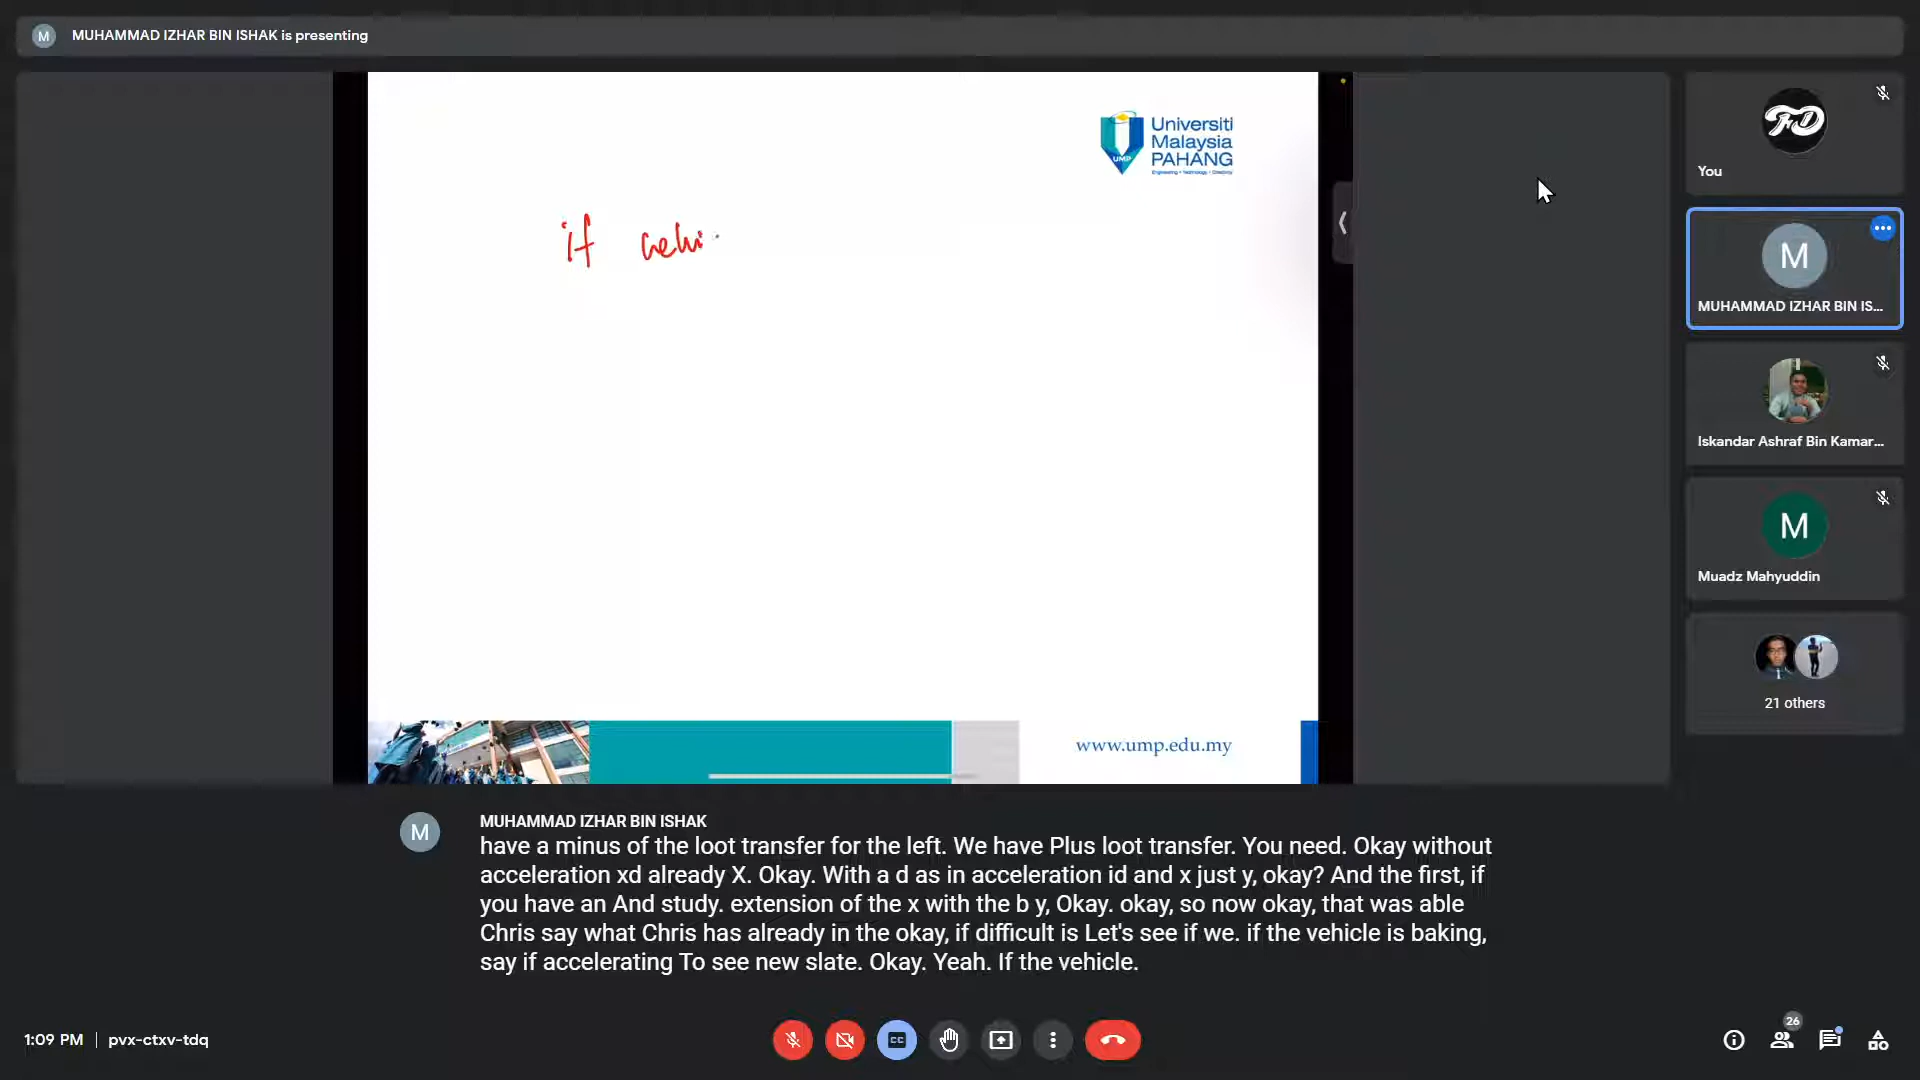 M MUHAMMAD IZHAR BIN ISHAK is presenting
Universiti
Malaysia
PAHANG
Engineering • Technology • Creativity
UMP
if vehi
www.ump.edu.my
You
M
MUHAMMAD IZHAR BIN IS...
Iskandar Ashraf Bin Kamar...
M
Muadz Mahyuddin
21 others
M MUHAMMAD IZHAR BIN ISHAK
have a minus of the loot transfer for the left. We have Plus loot transfer. You need. Okay without
acceleration xd already X. Okay. With a d as in acceleration id and x just y, okay? And the first, if
you have an And study. extension of the x with the b y, Okay. okay, so now okay, that was able
Chris say what Chris has already in the okay, if difficult is Let's see if we. if the vehicle is baking,
say if accelerating To see new slate. Okay. Yeah. If the vehicle.
1:09 PM | pvx-ctxv-tdq
CC
26